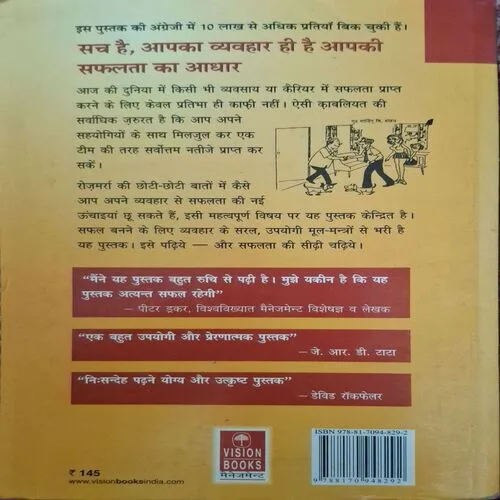 इस पुस्तक की अंग्रेजी में 10 लाख से अधिक प्रतियाँ बिक चुकी हैं।
सच है, आपका व्यवहार ही है आपकी
सफलता का आधार
आज की दुनिया में किसी भी व्यवसाय या कैरियर में सफलता प्राप्त
करने के लिए केवल प्रतिभा ही काफ़ी नहीं। ऐसी क़ाबलियत की
सर्वाधिक ज़रुरत है कि आप अपने
सहयोगियों के साथ मिलजुल कर एक
टीम की तरह सर्वोत्तम नतीजे प्राप्त कर
सकें।
रोज़मर्रा की छोटी-छोटी बातों में कैसे
आप अपने व्यवहार से सफलता की नई
ऊंचाइयां छू सकते हैं, इसी महत्वपूर्ण विषय पर यह पुस्तक केन्द्रित है।
सफल बनने के लिए व्यवहार के सरल, उपयोगी मूल-मन्त्रों से भरी है
यह पुस्तक। इसे पढ़िये — और सफलता की सीढ़ी चढ़िये।
"मैंने यह पुस्तक बहुत रुचि से पढ़ी है। मुझे यकीन है कि यह
पुस्तक अत्यन्त सफल रहेगी"
– पीटर ड्रकर, विश्वविख्यात मैनेजमेन्ट विशेषज्ञ व लेखक
"एक बहुत उपयोगी और प्रेरणात्मक पुस्तक"
– जे. आर. डी. टाटा
"निःसन्देह पढ़ने योग्य और उत्कृष्ट पुस्तक"
– डेविड रॉकफेलर
ISBN 978-81-7094-829-2
VISION
BOOKS
मैनेजमेन्ट
9 788170 948292
₹ 145
www.visionbooksindia.com